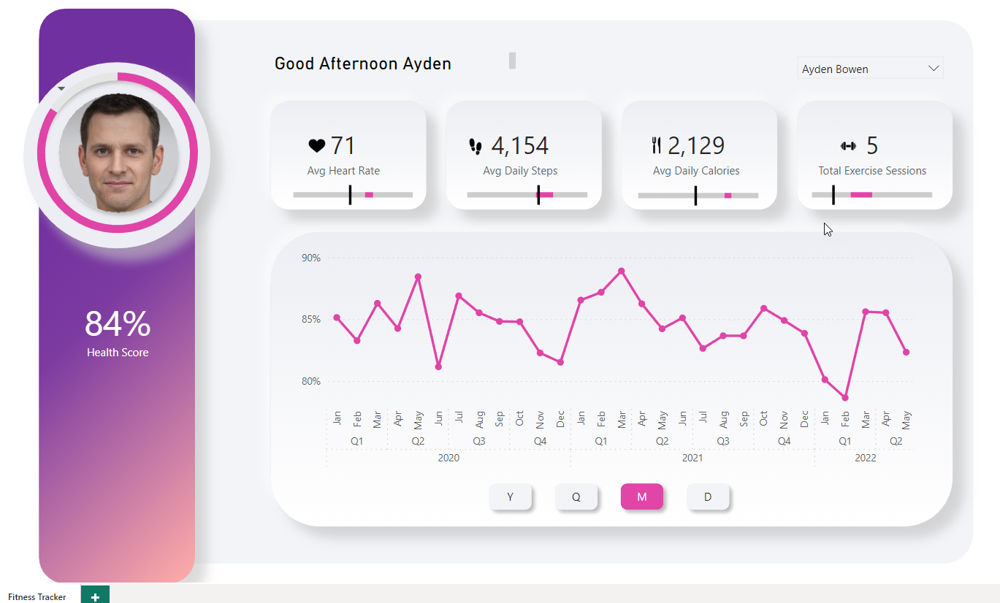 Good Afternoon Ayden
Ayden Bowen
71
Avg Heart Rate
4,154
Avg Daily Steps
2,129
Avg Daily Calories
5
Total Exercise Sessions
84%
Health Score
90%
85%
80%
Jan Feb Mar Apr May Jun Jul Aug Sep Oct Nov Dec Jan Feb Mar Apr May Jun Jul Aug Sep Oct Nov Dec Jan Feb Mar Apr May
Q1 Q2 Q3 Q4 Q1 Q2 Q3 Q4 Q1 Q2
2020 2021 2022
Y Q M D
Fitness Tracker +